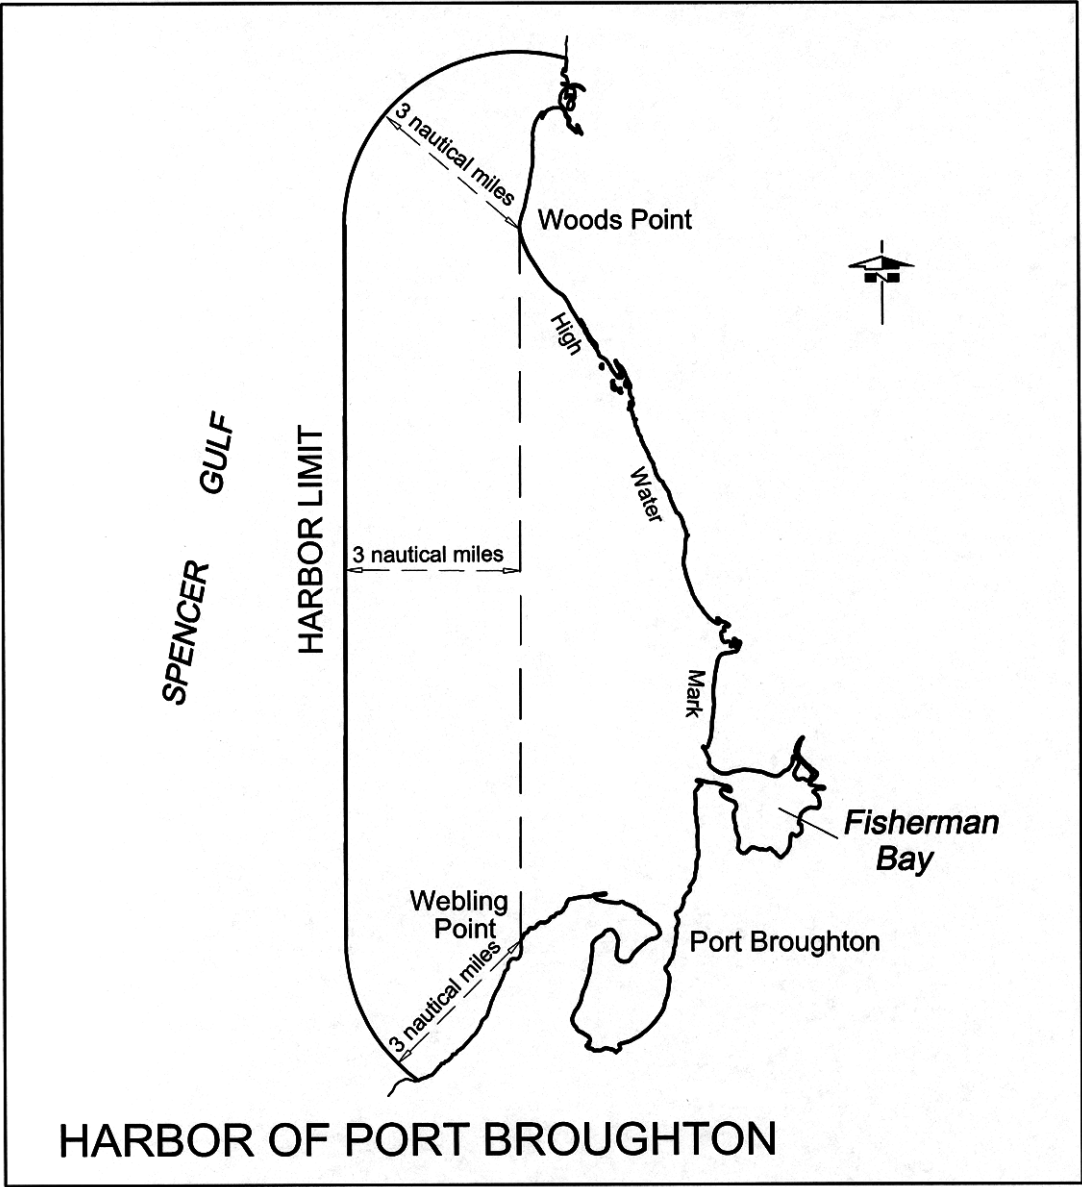 3 nautical miles
Woods Point
N
High
SPENCER GULF
HARBOR LIMIT
Water
3 nautical miles
Mark
Fisherman
Bay
Webling
Point
Port Broughton
3 nautical miles
HARBOR OF PORT BROUGHTON